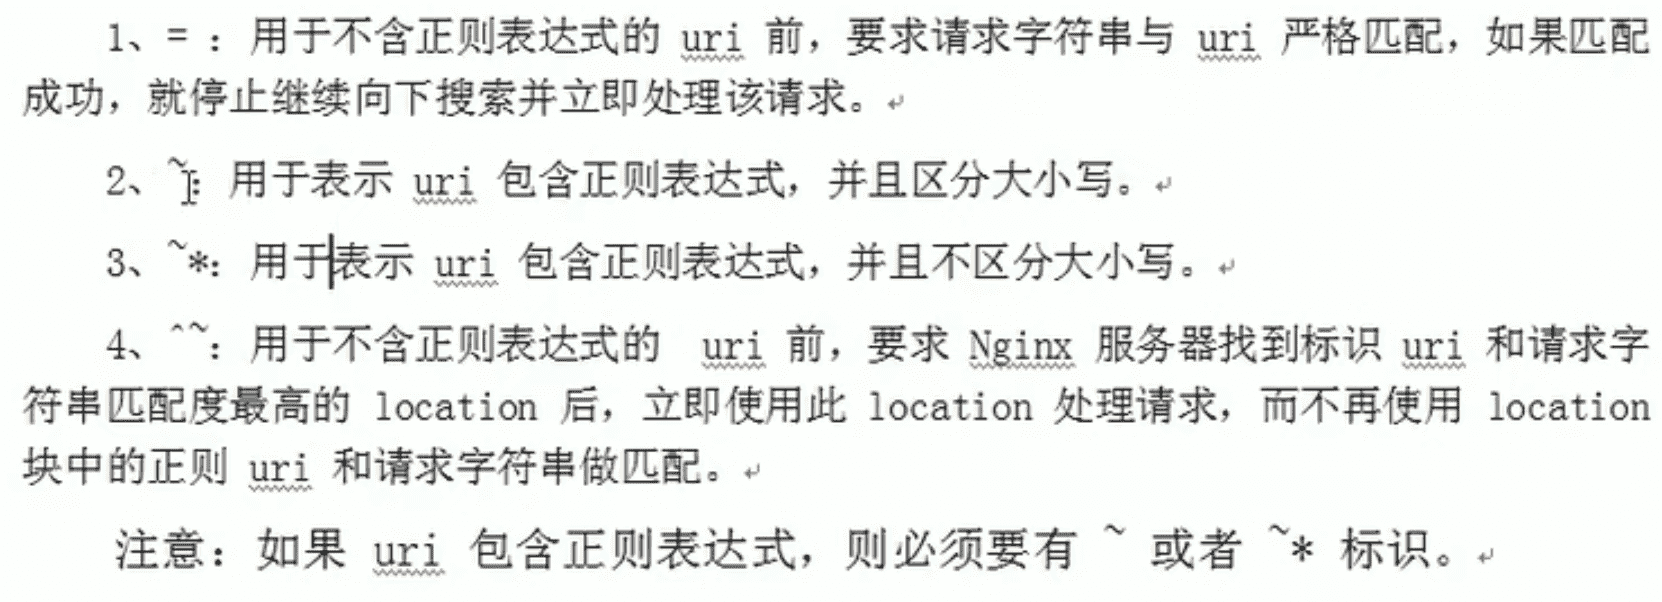 1、= ：用于不含正则表达式的 uri 前，要求请求字符串与 uri 严格匹配，如果匹配
成功，就停止继续向下搜索并立即处理该请求。
2、~：用于表示 uri 包含正则表达式，并且区分大小写。
3、~*：用于表示 uri 包含正则表达式，并且不区分大小写。
4、^~：用于不含正则表达式的 uri 前，要求 Nginx 服务器找到标识 uri 和请求字
符串匹配度最高的 location 后，立即使用此 location 处理请求，而不再使用 location
块中的正则 uri 和请求字符串做匹配。
注意：如果 uri 包含正则表达式，则必须要有 ~ 或者 ~* 标识。